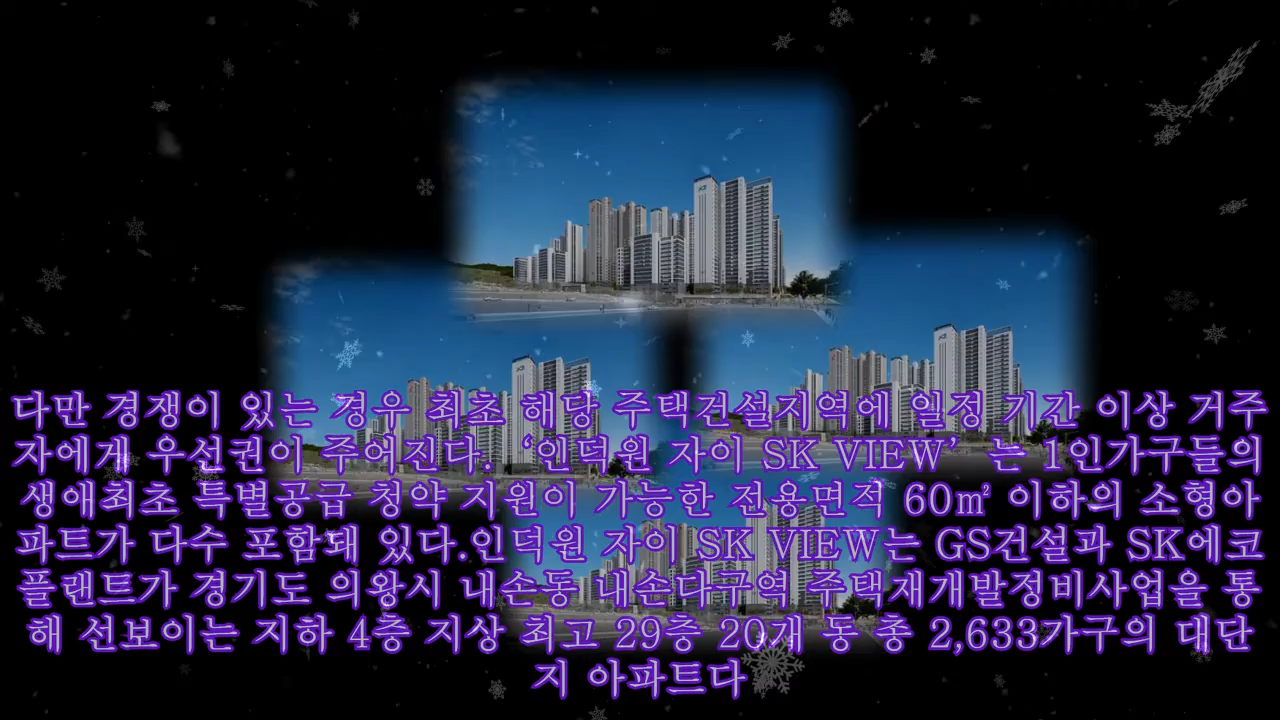 다만 경쟁이 있는 경우 최초 해당 주택건설지역에 일정 기간 이상 거주
자에게 우선권이 주어진다. ‘인덕원 자이 SK VIEW’는 1인가구들의
생애최초 특별공급 청약 지원이 가능한 전용면적 60㎡ 이하의 소형아
파트가 다수 포함돼 있다.인덕원 자이 SK VIEW는 GS건설과 SK에코
플랜트가 경기도 의왕시 내손동 내손다구역 주택재개발정비사업을 통
해 선보이는 지하 4층 지상 최고 29층 20개 동 총 2,633가구의 대단
지 아파트다